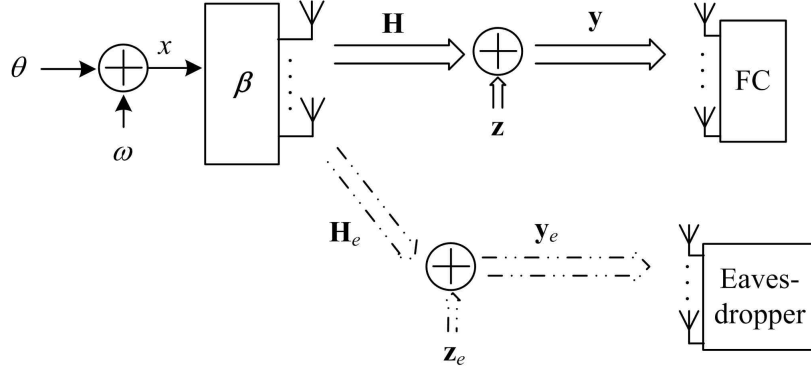 θ
x
ω
β
H
y
z
FC
H_e
y_e
z_e
Eaves-
dropper